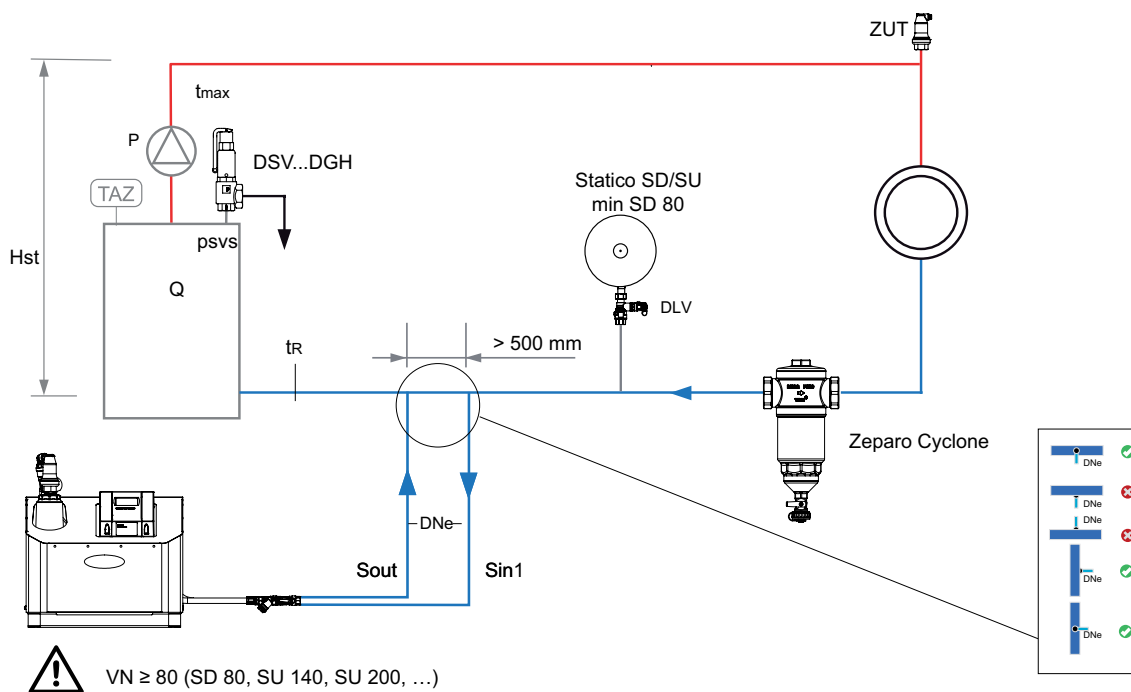 ZUT
tmax
P
DSV...DGH
TAZ
Statico SD/SU
min SD 80
psvs
Hst
Q
DLV
> 500 mm
tR
Zeparo Cyclone
DNe
DNe
DNe
DNe
DNe
DNe
Sout
Sin1
VN ≥ 80 (SD 80, SU 140, SU 200, …)